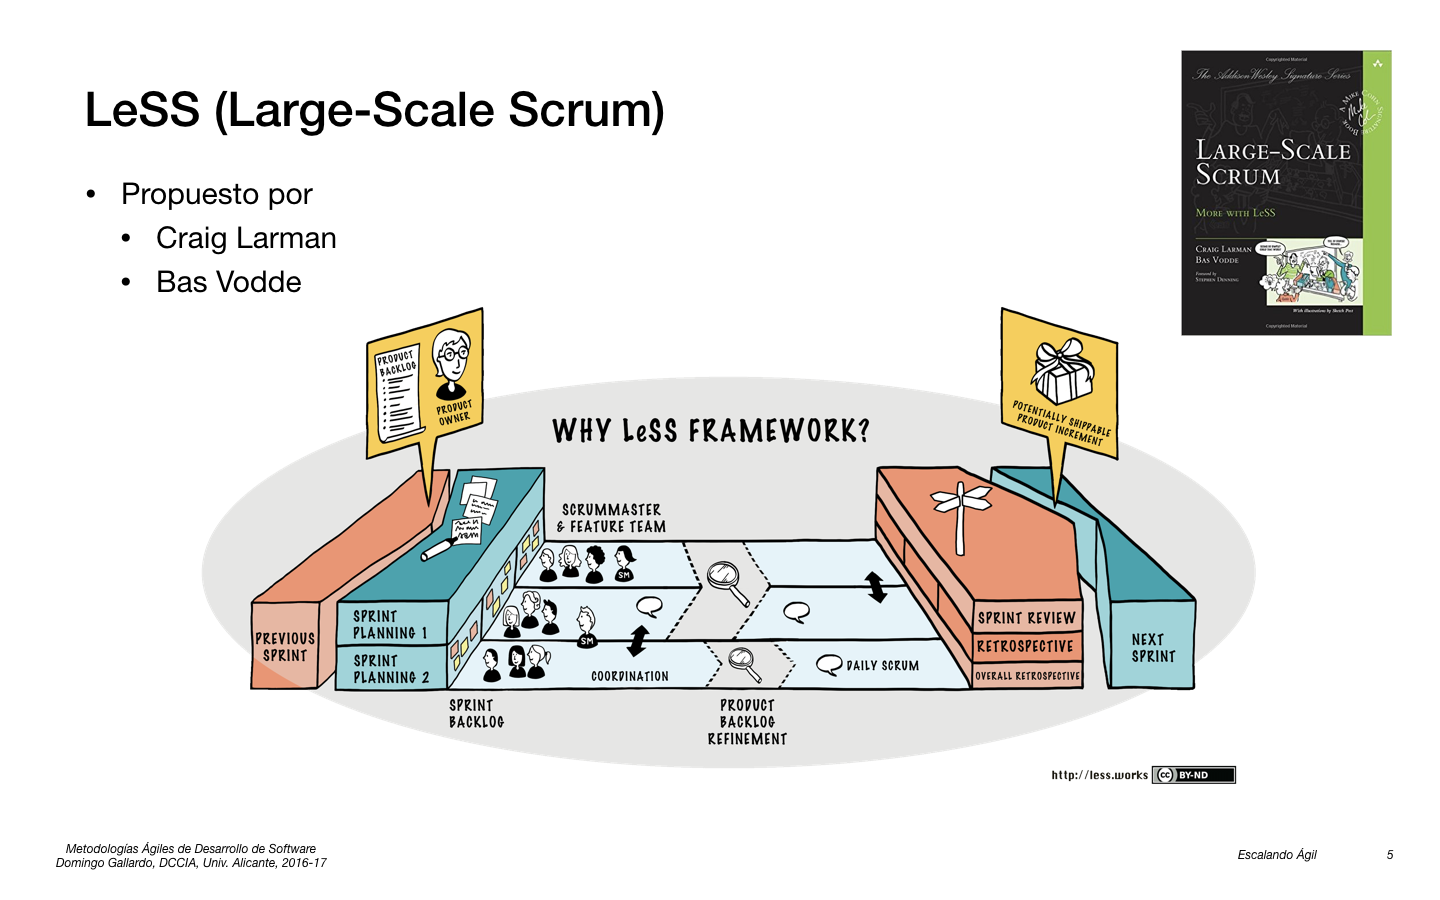 LeSS (Large-Scale Scrum)
• Propuesto por
• Craig Larman
• Bas Vodde
Copyrighted Material
The Addison Wesley Signature Series
A MIKE COHN SIGNATURE BOOK
LARGE-SCALE
SCRUM
MORE WITH LESS
CRAIG LARMAN
BAS VODDE
Foreword by
STEPHEN DENNING
With illustrations by Sketch Post
Copyrighted Material
PRODUCT
BACKLOG
PRODUCT
OWNER
POTENTIALLY SHIPPABLE
PRODUCT INCREMENT
WHY LeSS FRAMEWORK?
SCRUMMASTER
& FEATURE TEAM
SM
SM
PREVIOUS
SPRINT
SPRINT
PLANNING 1
SPRINT
PLANNING 2
COORDINATION
DAILY SCRUM
SPRINT REVIEW
RETROSPECTIVE
OVERALL RETROSPECTIVE
NEXT
SPRINT
SPRINT
BACKLOG
PRODUCT
BACKLOG
REFINEMENT
http://less.works
cc BY-ND
Metodologías Ágiles de Desarrollo de Software
Domingo Gallardo, DCCIA, Univ. Alicante, 2016-17
Escalando Ágil
5